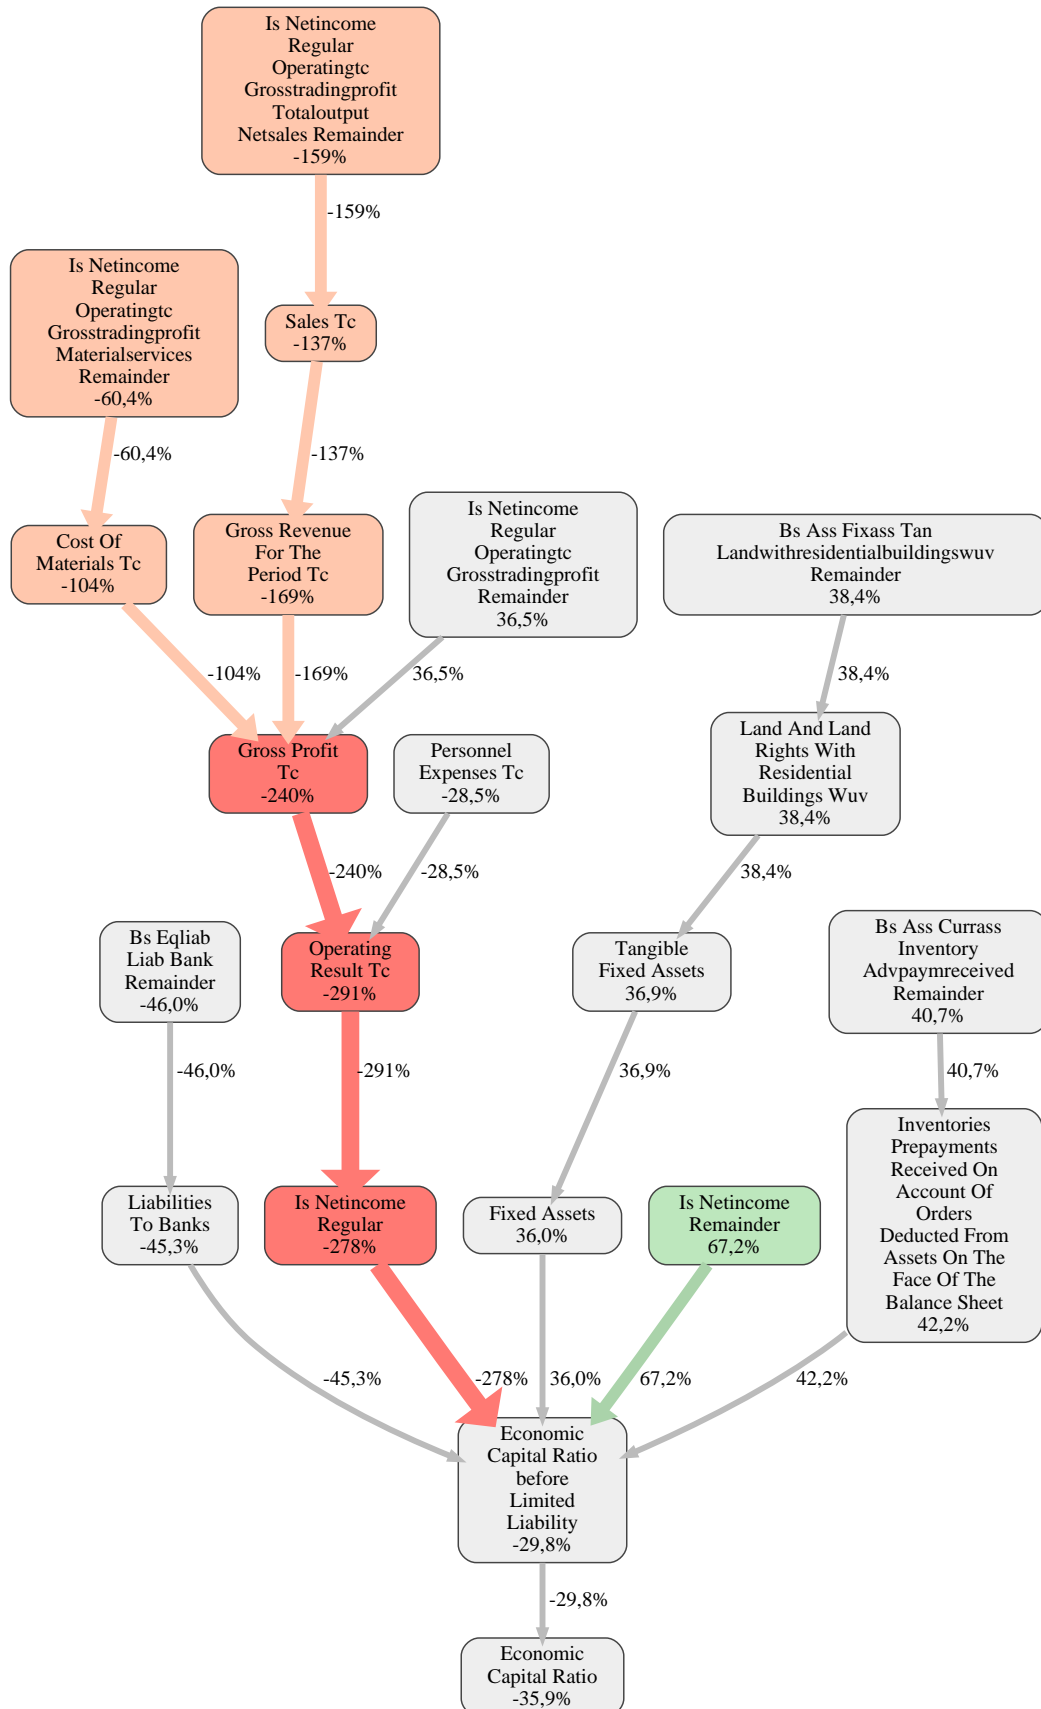 Is Netincome
Regular
Operatingtc
Grosstradingprofit
Totaloutput
Netsales Remainder
-159%
-159%
Is Netincome
Regular
Operatingtc
Grosstradingprofit
Materialservices
Remainder
-60,4%
Sales Tc
-137%
-60,4%
-137%
Cost Of
Materials Tc
-104%
Gross Revenue
For The
Period Tc
-169%
Is Netincome
Regular
Operatingtc
Grosstradingprofit
Remainder
36,5%
Bs Ass Fixass Tan
Landwithresidentialbuildingswuv
Remainder
38,4%
-104%
-169%
36,5%
38,4%
Gross Profit
Tc
-240%
Personnel
Expenses Tc
-28,5%
Land And Land
Rights With
Residential
Buildings Wuv
38,4%
-240%
-28,5%
38,4%
Bs Eqliab
Liab Bank
Remainder
-46,0%
Operating
Result Tc
-291%
Tangible
Fixed Assets
36,9%
Bs Ass Currass
Inventory
Advpaymreceived
Remainder
40,7%
-46,0%
-291%
36,9%
40,7%
Liabilities
To Banks
-45,3%
Is Netincome
Regular
-278%
Fixed Assets
36,0%
Is Netincome
Remainder
67,2%
Inventories
Prepayments
Received On
Account Of
Orders
Deducted From
Assets On The
Face Of The
Balance Sheet
42,2%
-45,3%
-278%
36,0%
67,2%
42,2%
Economic
Capital Ratio
before
Limited
Liability
-29,8%
-29,8%
Economic
Capital Ratio
-35,9%